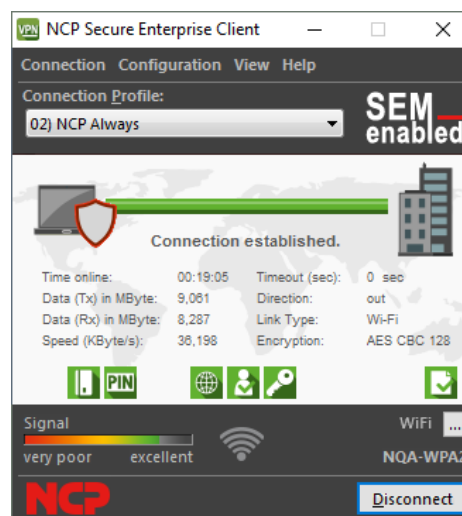 VPN NCP Secure Enterprise Client
Connection Configuration View Help
Connection Profile:
02) NCP Always
SEM
enabled
Connection established.
Time online: 00:19:05 Timeout (sec): 0 sec
Data (Tx) in MByte: 9,061 Direction: out
Data (Rx) in MByte: 8,287 Link Type: Wi-Fi
Speed (KByte/s): 36,198 Encryption: AES CBC 128
PIN
Signal
WiFi ...
very poor excellent
NQA-WPA2
NCP
Disconnect